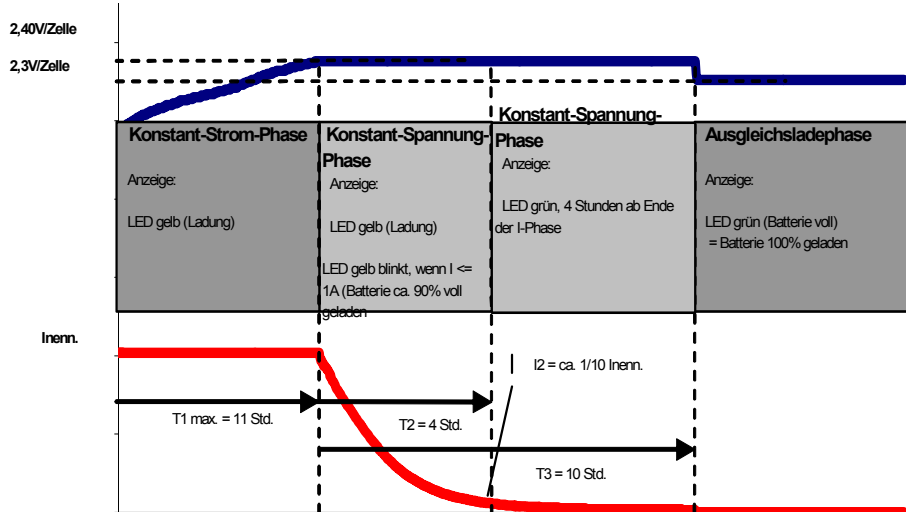 2,40V/Zelle
2,3V/Zelle
Konstant-Strom-Phase
Anzeige:
LED gelb (Ladung)
Konstant-Spannung-
Phase
Anzeige:
LED gelb (Ladung)
LED gelb blinkt, wenn I <=
1A (Batterie ca. 90% voll
geladen
Konstant-Spannung-
Phase
Anzeige:
LED grün, 4 Stunden ab Ende
der I-Phase
Ausgleichsladephase
Anzeige:
LED grün (Batterie voll)
= Batterie 100% geladen
Inenn.
I2 = ca. 1/10 Inenn.
T1 max. = 11 Std.
T2 = 4 Std.
T3 = 10 Std.